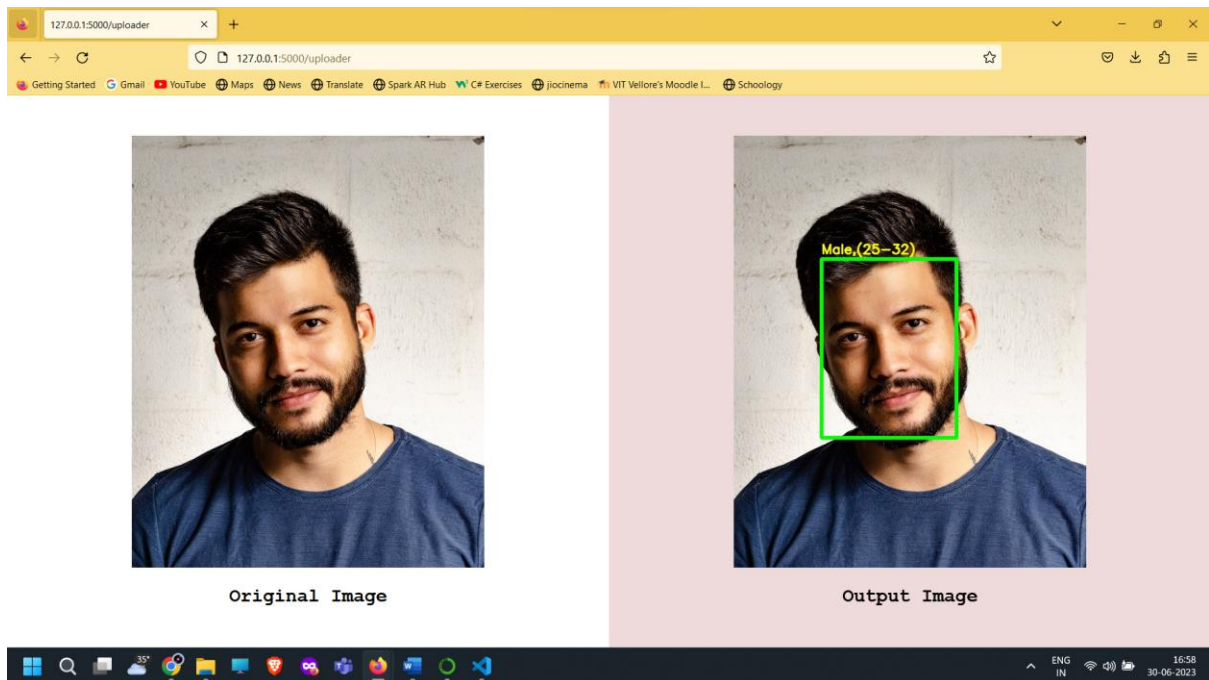 127.0.0.1:5000/uploader
127.0.0.1:5000/uploader
Getting Started Gmail YouTube Maps News Translate Spark AR Hub C# Exercises jiocinema VIT Vellore's Moodle l... Schoology
Male,(25-32)
Original Image
Output Image
35°
ENG
IN
16:58
30-06-2023